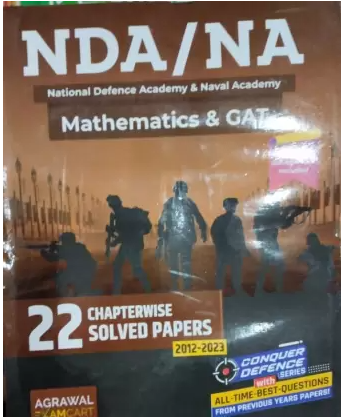 NDA/NA
National Defence Academy & Naval Academy
Mathematics & GAT
22 CHAPTERWISE
SOLVED PAPERS
2012-2023
CONQUER
DEFENCE
SERIES
with
ALL-TIME-BEST-QUESTIONS
FROM PREVIOUS YEARS PAPERS!
AGRAWAL
EXAMCART